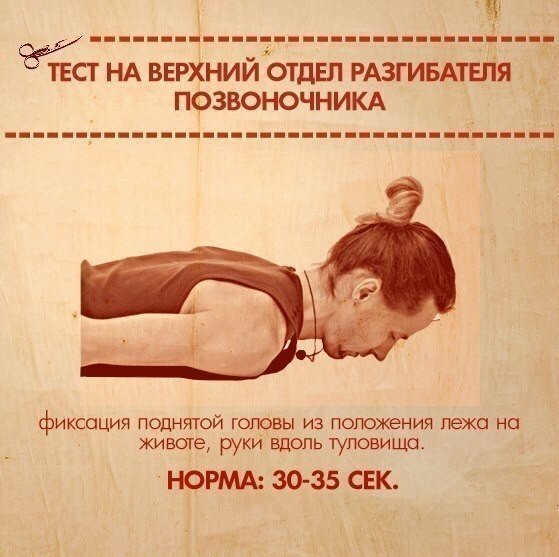 ТЕСТ НА ВЕРХНИЙ ОТДЕЛ РАЗГИБАТЕЛЯ
ПОЗВОНОЧНИКА
фиксация поднятой головы из положения лежа на
животе, руки вдоль туловища.
НОРМА: 30-35 СЕК.